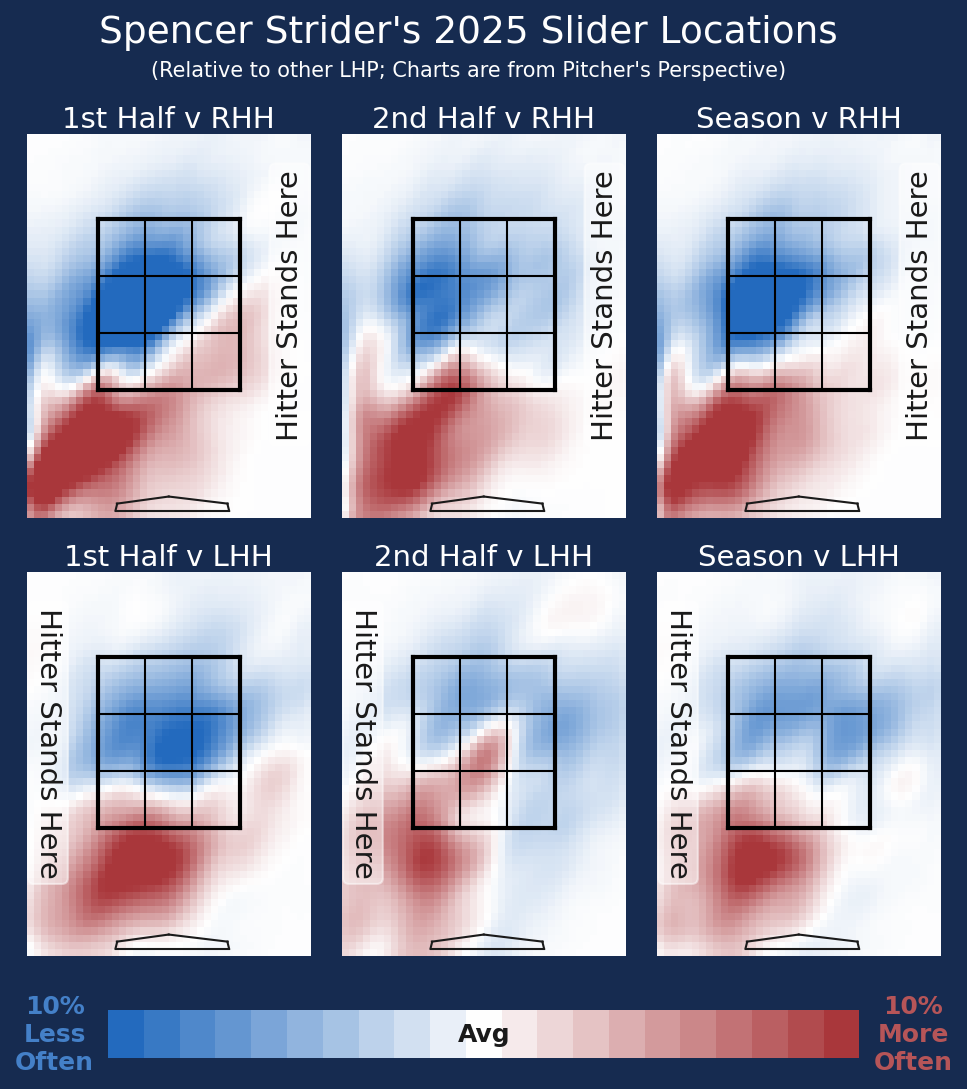 Spencer Strider's 2025 Slider Locations
(Relative to other LHP; Charts are from Pitcher's Perspective)
1st Half v RHH
2nd Half v RHH
Season v RHH
Hitter Stands Here
Hitter Stands Here
Hitter Stands Here
1st Half v LHH
2nd Half v LHH
Season v LHH
Hitter Stands Here
Hitter Stands Here
Hitter Stands Here
10%
Less
Often
Avg
10%
More
Often